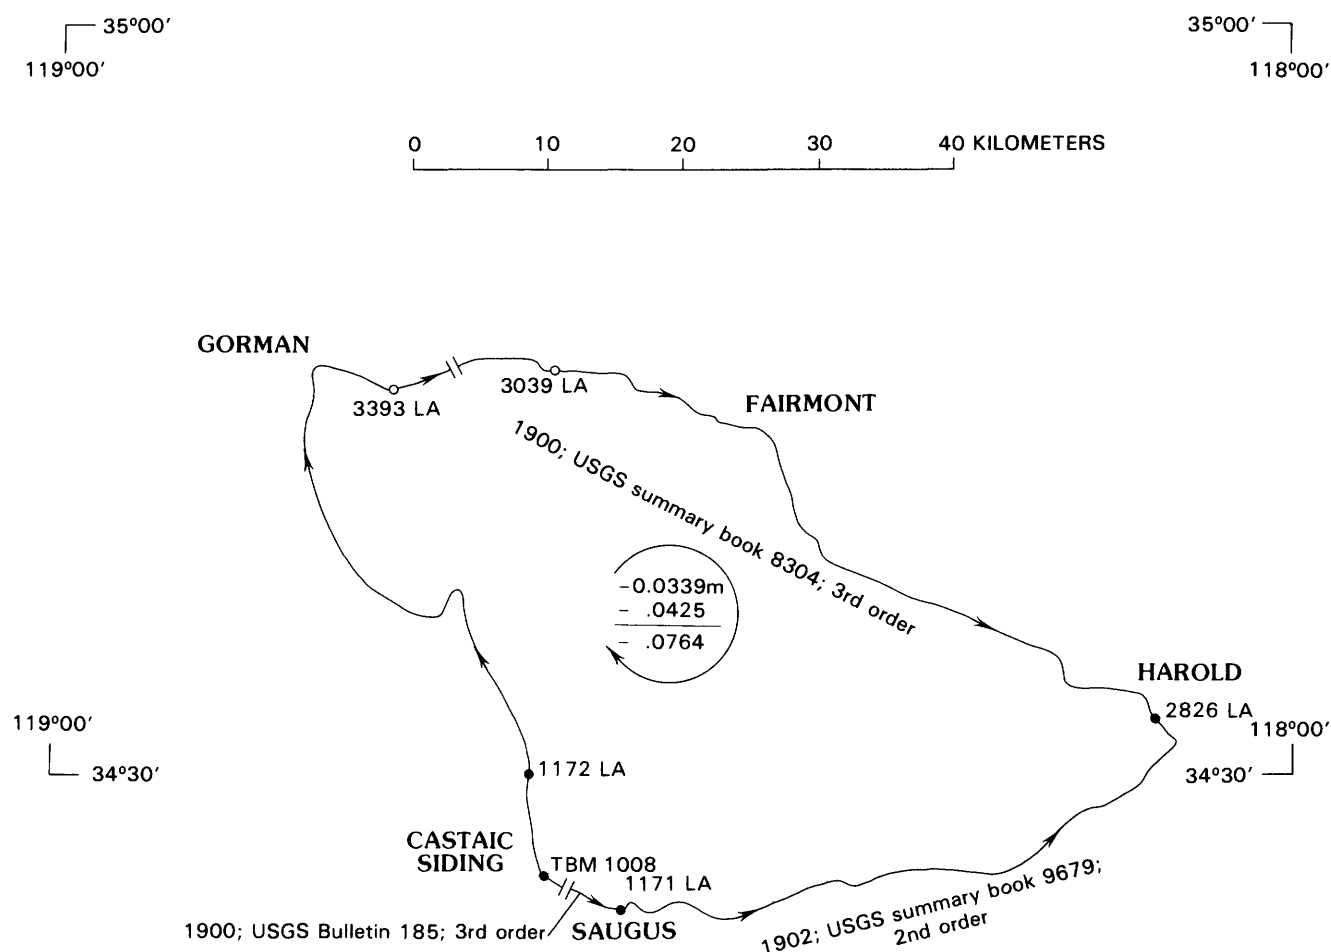 35°00'
119°00'
35°00'
118°00'
0 10 20 30 40 KILOMETERS
GORMAN
3393 LA
3039 LA
FAIRMONT
1900; USGS summary book 8304; 3rd order
-0.0339m
- .0425
- .0764
HAROLD
2826 LA
119°00'
34°30'
118°00'
34°30'
1172 LA
CASTAIC
SIDING
TBM 1008
1171 LA
SAUGUS
1900; USGS Bulletin 185; 3rd order
1902; USGS summary book 9679;
2nd order